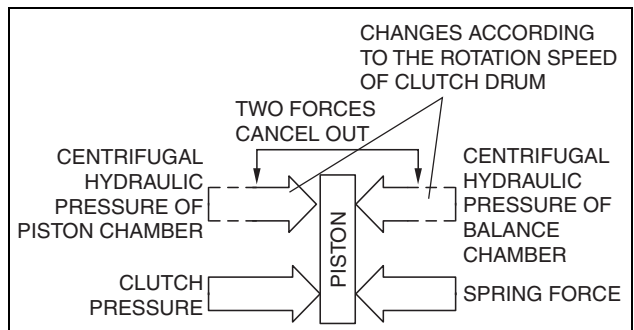 CHANGES ACCORDING
TO THE ROTATION SPEED
OF CLUTCH DRUM
TWO FORCES
CANCEL OUT
CENTRIFUGAL
HYDRAULIC
PRESSURE OF
PISTON CHAMBER
PISTON
CENTRIFUGAL
HYDRAULIC
PRESSURE OF
BALANCE
CHAMBER
CLUTCH
PRESSURE
SPRING FORCE